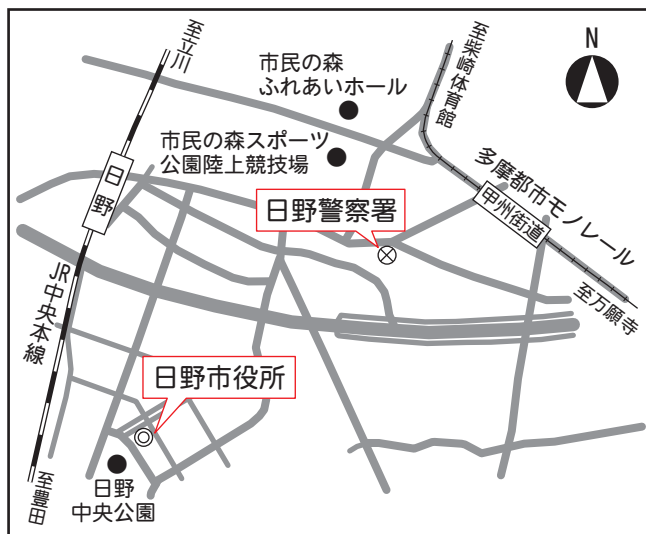 至立川
市民の森
ふれあいホール
至柴崎体育館
N
市民の森スポーツ
公園陸上競技場
日野
多摩都市モノレール
甲州街道
日野警察署
至万願寺
JR中央本線
日野市役所
日野
中央公園
至豊田